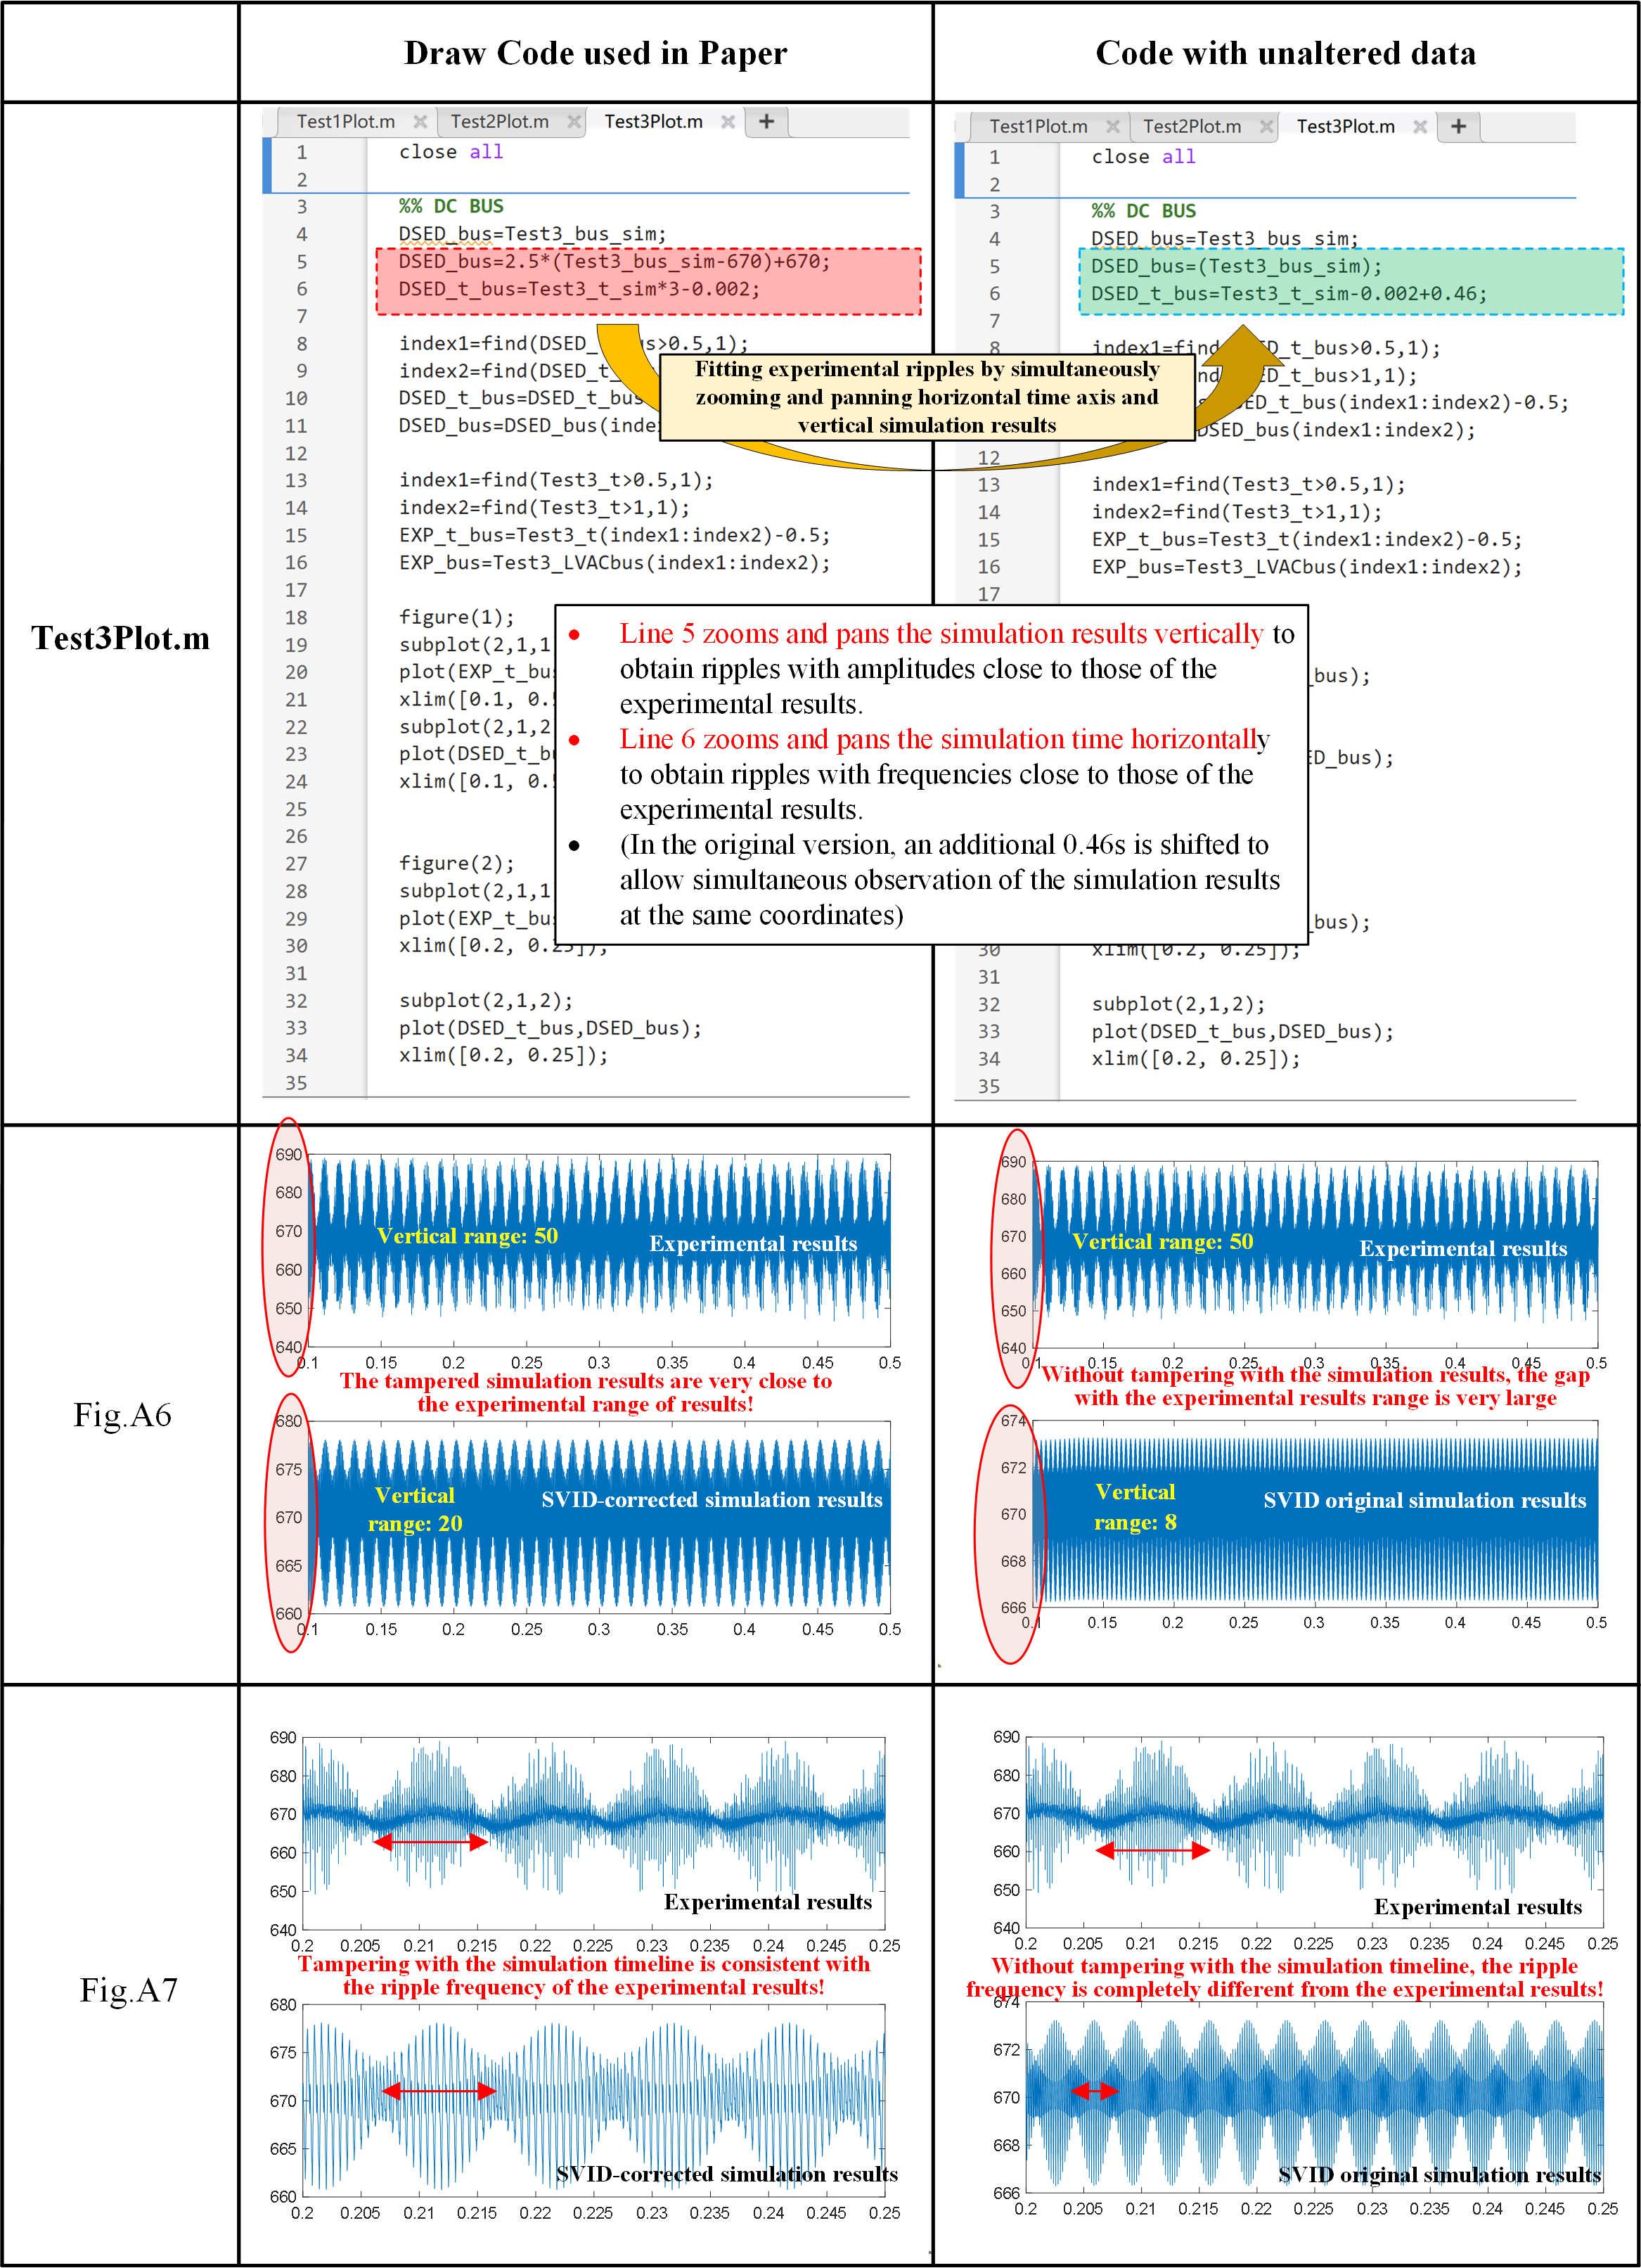 Draw Code used in Paper
Code with unaltered data
Test3Plot.m
Test1Plot.m × Test2Plot.m × Test3Plot.m × +
1 close all
2
3 %% DC BUS
4 DSED_bus=Test3_bus_sim;
5 DSED_bus=2.5*(Test3_bus_sim-670)+670;
6 DSED_t_bus=Test3_t_sim*3-0.002;
7
8 index1=find(DSED_ us>0.5,1);
9 index2=find(DSED_t_
10 DSED_t_bus=DSED_t_bus
11 DSED_bus=DSED_bus(inde
12
13 index1=find(Test3_t>0.5,1);
14 index2=find(Test3_t>1,1);
15 EXP_t_bus=Test3_t(index1:index2)-0.5;
16 EXP_bus=Test3_LVACbus(index1:index2);
17
18 figure(1);
19 subplot(2,1,1
20 plot(EXP_t_bus
21 xlim([0.1, 0.5
22 subplot(2,1,2
23 plot(DSED_t_b
24 xlim([0.1, 0.5
25
26
27 figure(2);
28 subplot(2,1,1
29 plot(EXP_t_bus
30 xlim([0.2, 0.25]);
31
32 subplot(2,1,2);
33 plot(DSED_t_bus,DSED_bus);
34 xlim([0.2, 0.25]);
35
Test1Plot.m × Test2Plot.m × Test3Plot.m × +
1 close all
2
3 %% DC BUS
4 DSED_bus=Test3_bus_sim;
5 DSED_bus=(Test3_bus_sim);
6 DSED_t_bus=Test3_t_sim-0.002+0.46;
7
8 index1=find ED_t_bus>0.5,1);
nd ED_t_bus>1,1);
DSED_t_bus(index1:index2)-0.5;
DSED_bus(index1:index2);
12
13 index1=find(Test3_t>0.5,1);
14 index2=find(Test3_t>1,1);
15 EXP_t_bus=Test3_t(index1:index2)-0.5;
16 EXP_bus=Test3_LVACbus(index1:index2);
17
_bus);
ED_bus);
_bus);
30 xlim([0.2, 0.25]);
31
32 subplot(2,1,2);
33 plot(DSED_t_bus,DSED_bus);
34 xlim([0.2, 0.25]);
35
Fitting experimental ripples by simultaneously
zooming and panning horizontal time axis and
vertical simulation results
• Line 5 zooms and pans the simulation results vertically to
obtain ripples with amplitudes close to those of the
experimental results.
• Line 6 zooms and pans the simulation time horizontally
to obtain ripples with frequencies close to those of the
experimental results.
• (In the original version, an additional 0.46s is shifted to
allow simultaneous observation of the simulation results
at the same coordinates)
Fig.A6
690
680
670
660
650
640
Vertical range: 50
Experimental results
0.1 0.15 0.2 0.25 0.3 0.35 0.4 0.45 0.5
The tampered simulation results are very close to
the experimental range of results!
680
675
670
665
660
Vertical
range: 20
SVID-corrected simulation results
0.1 0.15 0.2 0.25 0.3 0.35 0.4 0.45 0.5
690
680
670
660
650
640
Vertical range: 50
Experimental results
0.1 0.15 0.2 0.25 0.3 0.35 0.4 0.45 0.5
Without tampering with the simulation results, the gap
with the experimental results range is very large
674
672
670
668
666
Vertical
range: 8
SVID original simulation results
0.1 0.15 0.2 0.25 0.3 0.35 0.4 0.45 0.5
Fig.A7
690
680
670
660
650
640
Experimental results
0.2 0.205 0.21 0.215 0.22 0.225 0.23 0.235 0.24 0.245 0.25
Tampering with the simulation timeline is consistent with
the ripple frequency of the experimental results!
680
675
670
665
660
SVID-corrected simulation results
0.2 0.205 0.21 0.215 0.22 0.225 0.23 0.235 0.24 0.245 0.25
690
680
670
660
650
640
Experimental results
0.2 0.205 0.21 0.215 0.22 0.225 0.23 0.235 0.24 0.245 0.25
Without tampering with the simulation timeline, the ripple
frequency is completely different from the experimental results!
674
672
670
668
666
SVID original simulation results
0.2 0.205 0.21 0.215 0.22 0.225 0.23 0.235 0.24 0.245 0.25